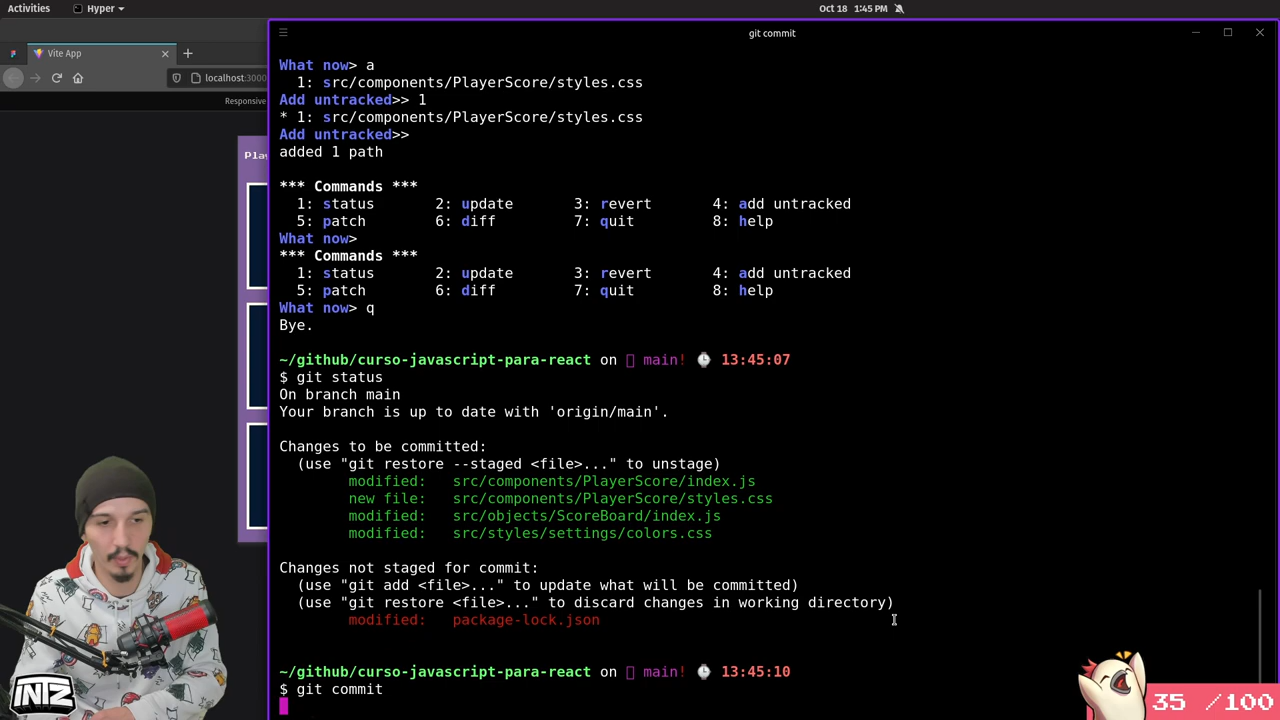 Activities
Hyper
Oct 18 1:45 PM
git commit
Vite App
localhost:3000
Responsive
Play
What now> a
1: src/components/PlayerScore/styles.css
Add untracked>> 1
* 1: src/components/PlayerScore/styles.css
Add untracked>>
added 1 path
*** Commands ***
1: status 2: update 3: revert 4: add untracked
5: patch 6: diff 7: quit 8: help
What now>
*** Commands ***
1: status 2: update 3: revert 4: add untracked
5: patch 6: diff 7: quit 8: help
What now> q
Bye.
~/github/curso-javascript-para-react on main! 13:45:07
$ git status
On branch main
Your branch is up to date with 'origin/main'.
Changes to be committed:
(use "git restore --staged <file>..." to unstage)
modified: src/components/PlayerScore/index.js
new file: src/components/PlayerScore/styles.css
modified: src/objects/ScoreBoard/index.js
modified: src/styles/settings/colors.css
Changes not staged for commit:
(use "git add <file>..." to update what will be committed)
(use "git restore <file>..." to discard changes in working directory)
modified: package-lock.json
~/github/curso-javascript-para-react on main! 13:45:10
$ git commit
INTZ
35 /100